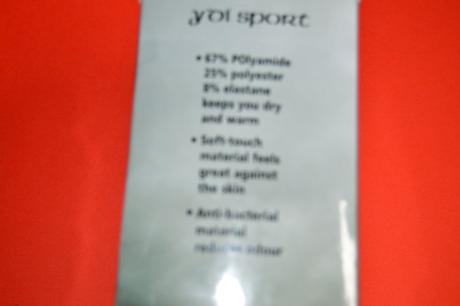 ydi sport
• 67% POlyamide
25% polyester
8% elastane
keeps you dry
and warm
• Soft-touch
material feels
great against
the skin
• Anti-bacterial
material
reduces odour